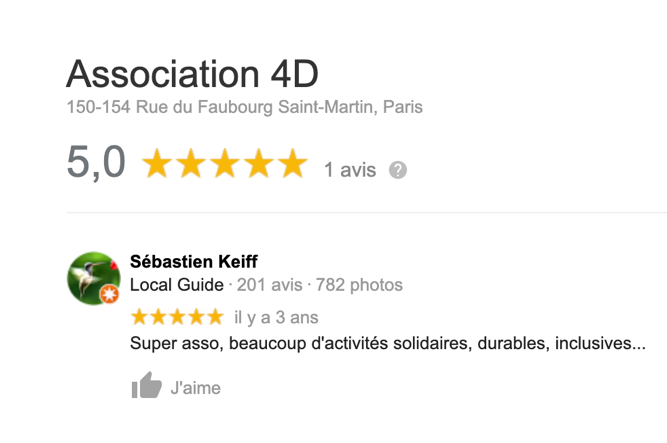 Association 4D
150-154 Rue du Faubourg Saint-Martin, Paris
5,0 1 avis ?
Sébastien Keiff
Local Guide · 201 avis · 782 photos
il y a 3 ans
Super asso, beaucoup d'activités solidaires, durables, inclusives...
J'aime